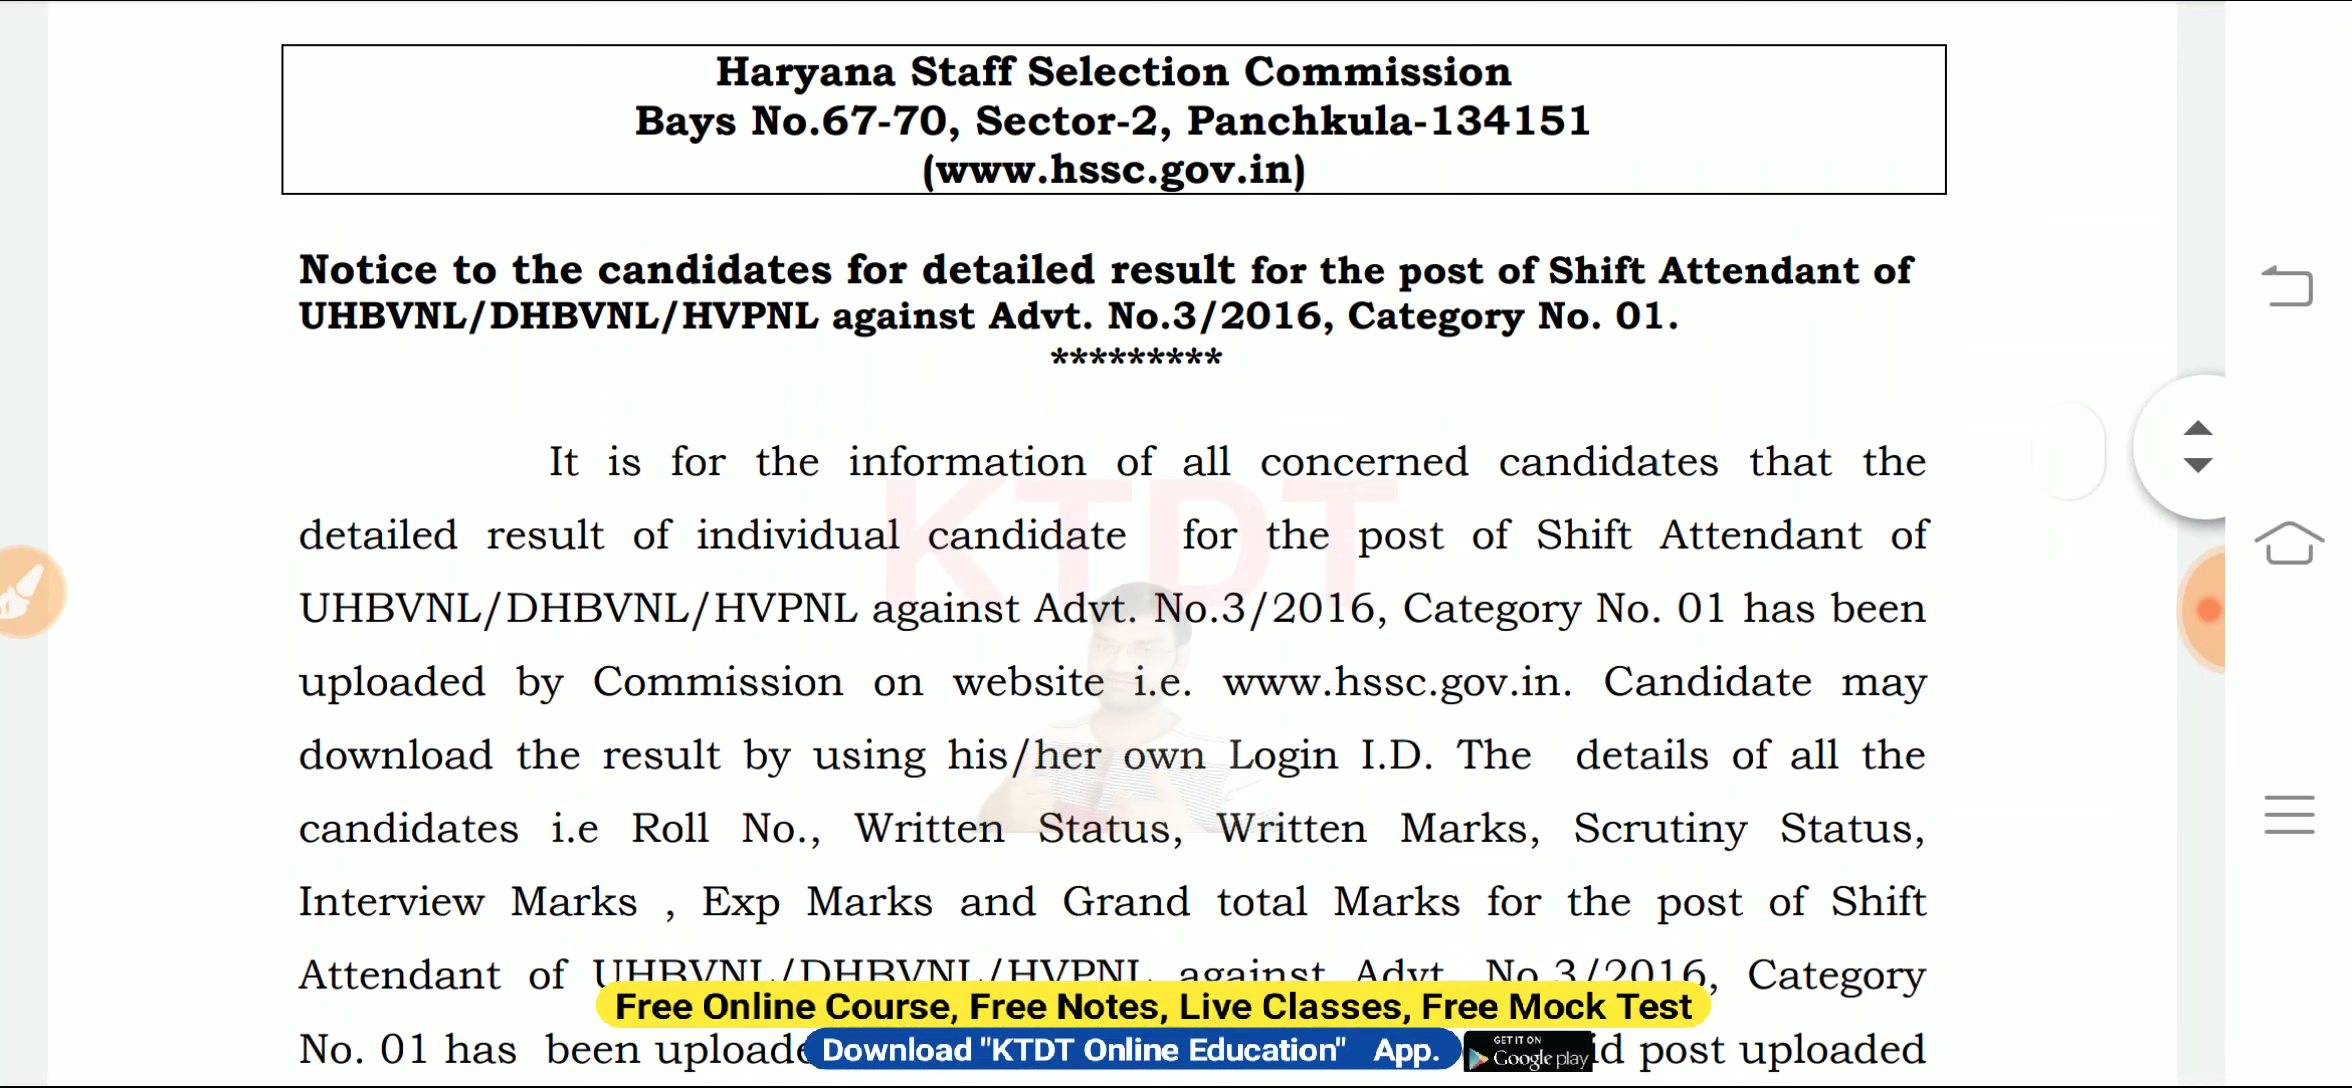 Haryana Staff Selection Commission
Bays No.67-70, Sector-2, Panchkula-134151
(www.hssc.gov.in)
Notice to the candidates for detailed result for the post of Shift Attendant of
UHBVNL/DHBVNL/HVPNL against Advt. No.3/2016, Category No. 01.
*********
It is for the information of all concerned candidates that the
detailed result of individual candidate for the post of Shift Attendant of
UHBVNL/DHBVNL/HVPNL against Advt. No.3/2016, Category No. 01 has been
uploaded by Commission on website i.e. www.hssc.gov.in. Candidate may
download the result by using his/her own Login I.D. The details of all the
candidates i.e Roll No., Written Status, Written Marks, Scrutiny Status,
Interview Marks , Exp Marks and Grand total Marks for the post of Shift
Attendant of UHBVNL/DHBVNL/HVPNL against Advt. No.3/2016, Category
No. 01 has been post uploaded
KTDT
Free Online Course, Free Notes, Live Classes, Free Mock Test
Download "KTDT Online Education" App.
GET IT ON
Google play